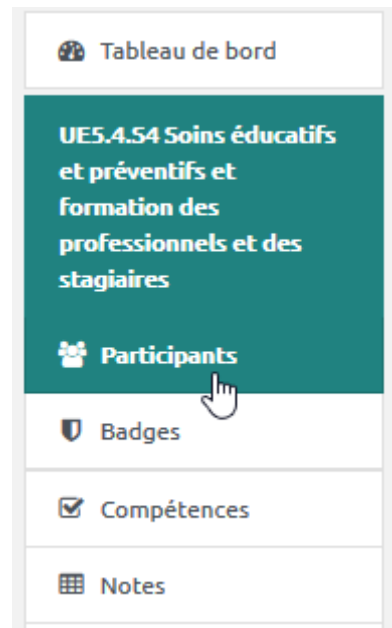 Tableau de bord
UE5.4.S4 Soins éducatifs
et préventifs et
formation des
professionnels et des
stagiaires
Participants
Badges
Compétences
Notes